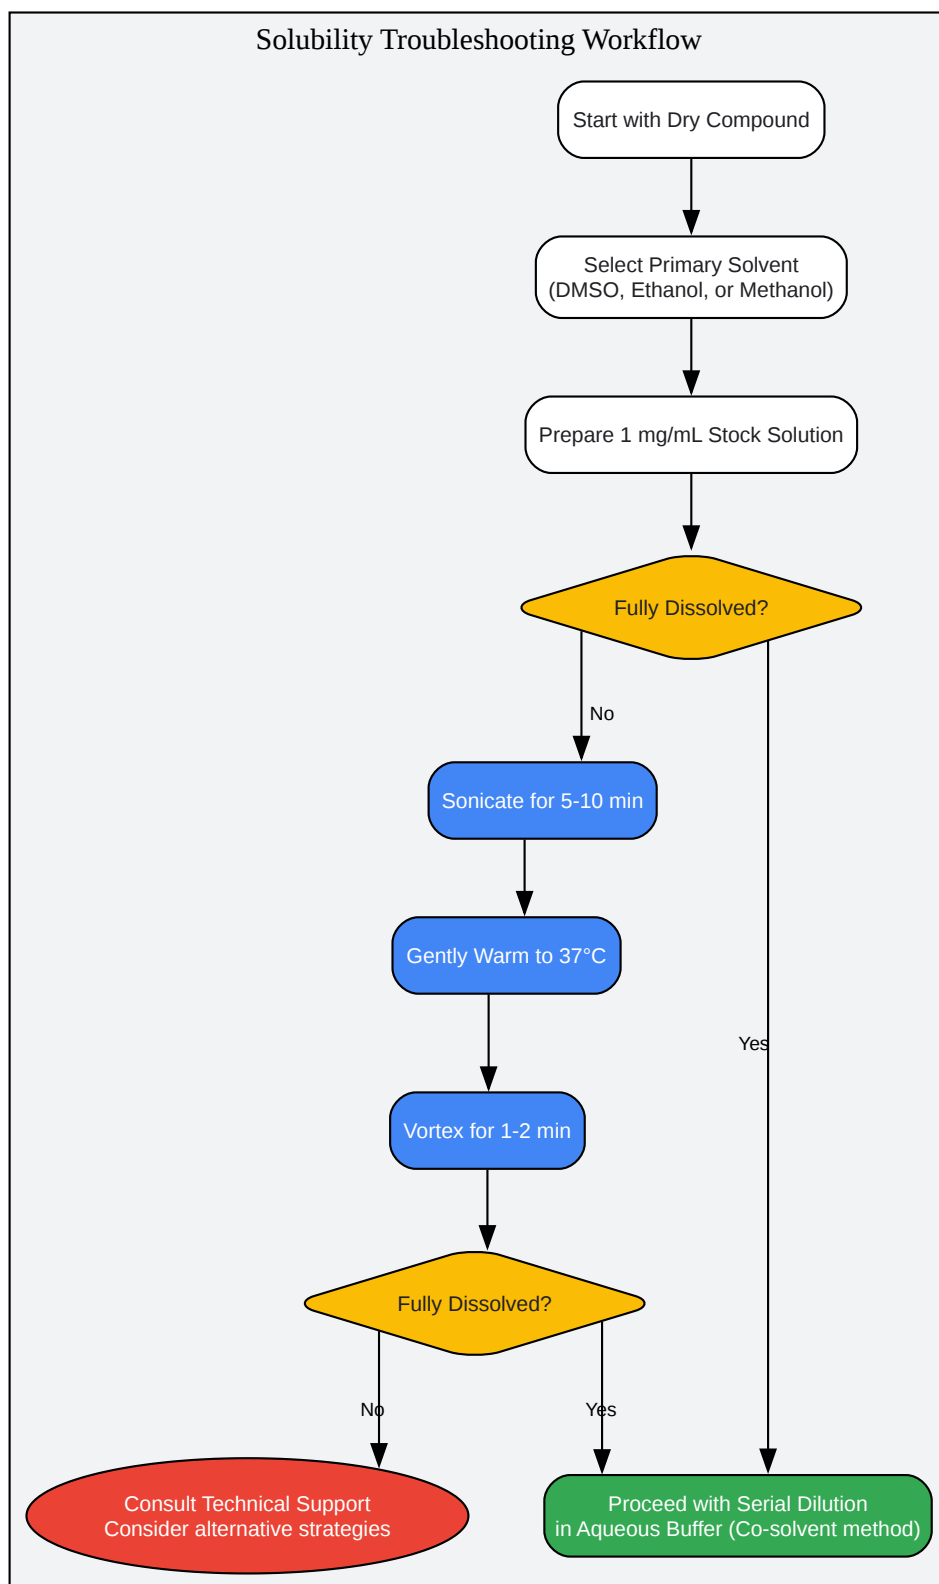 Solubility Troubleshooting Workflow
Start with Dry Compound
Select Primary Solvent
(DMSO, Ethanol, or Methanol)
Prepare 1 mg/mL Stock Solution
Fully Dissolved?
No
Sonicate for 5-10 min
Gently Warm to 37°C
Yes
Vortex for 1-2 min
Fully Dissolved?
No
Yes
Consult Technical Support
Consider alternative strategies
Proceed with Serial Dilution
in Aqueous Buffer (Co-solvent method)